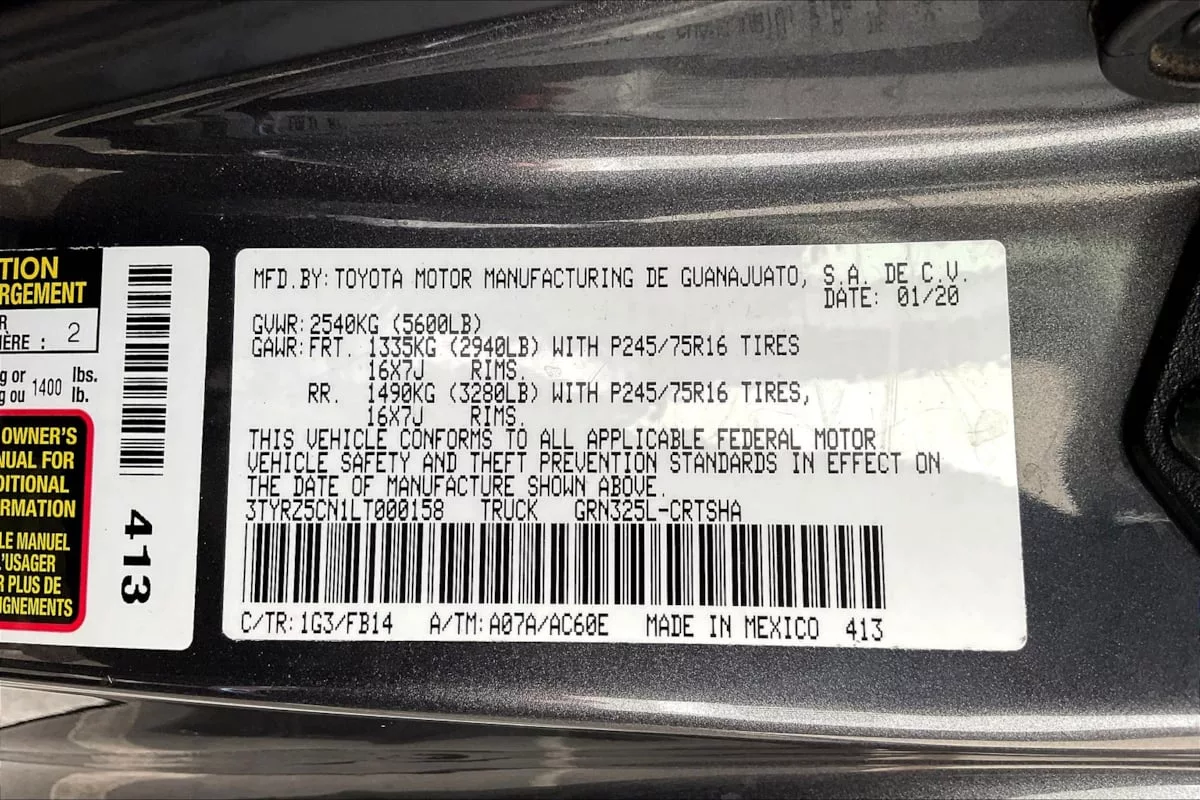 TION
RGEMENT
R
IÈRE : 2
g or 1400 lbs.
g ou lb.
OWNER'S
NUAL FOR
DITIONAL
RMATION
LE MANUEL
L'USAGER
R PLUS DE
IGNEMENTS
413
MFD.BY:TOYOTA MOTOR MANUFACTURING DE GUANAJUATO, S.A. DE C.V.
DATE: 01/20
GVWR:2540KG (5600LB)
GAWR:FRT. 1335KG (2940LB) WITH P245/75R16 TIRES
16X7J RIMS.
RR. 1490KG (3280LB) WITH P245/75R16 TIRES,
16X7J RIMS.
THIS VEHICLE CONFORMS TO ALL APPLICABLE FEDERAL MOTOR
VEHICLE SAFETY AND THEFT PREVENTION STANDARDS IN EFFECT ON
THE DATE OF MANUFACTURE SHOWN ABOVE.
3TYRZ5CN1LT000158 TRUCK GRN325L-CRTSHA
C/TR:1G3/FB14 A/TM:A07A/AC60E MADE IN MEXICO 413